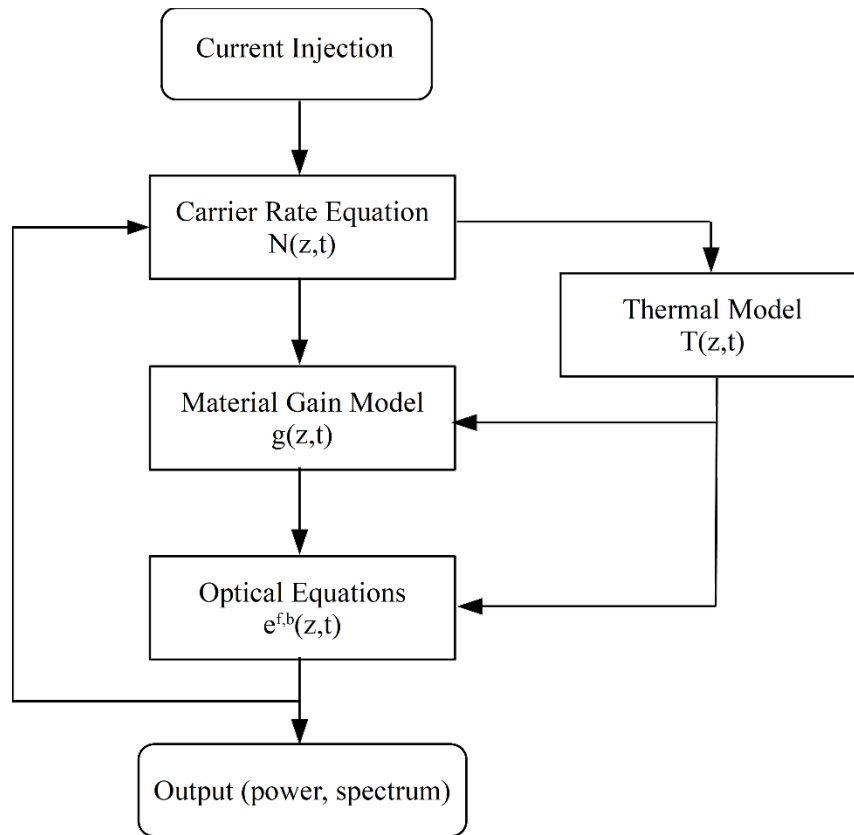 Current Injection
Carrier Rate Equation
N(z,t)
Thermal Model
T(z,t)
Material Gain Model
g(z,t)
Optical Equations
e^{f,b}(z,t)
Output (power, spectrum)